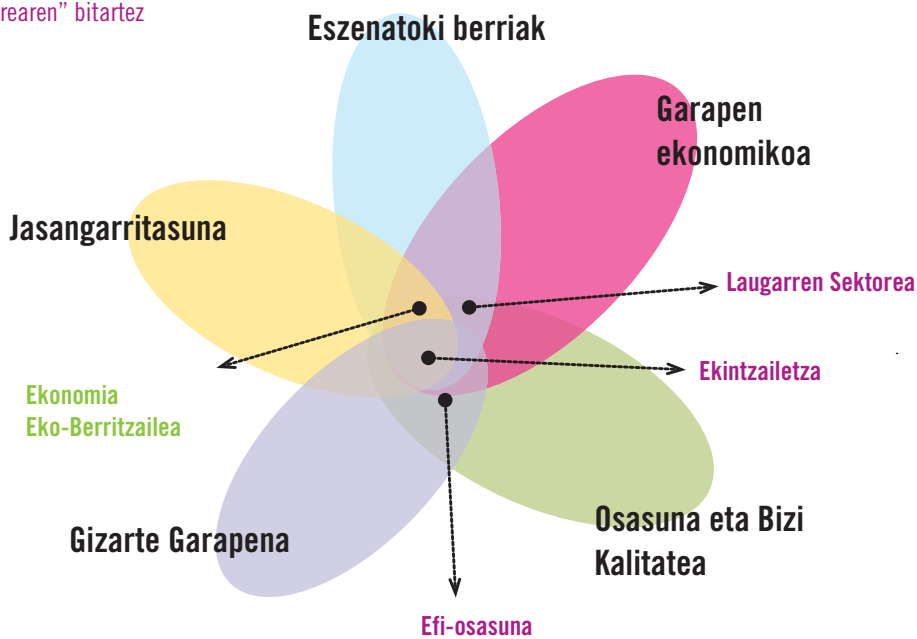 rearen” bitartez
Eszenatoki berriak
Garapen
ekonomikoa
Jasangarritasuna
Laugarren Sektorea
Ekintzailetza
Ekonomia
Eko-Berritzailea
Osasuna eta Bizi
Kalitatea
Gizarte Garapena
Efi-osasuna